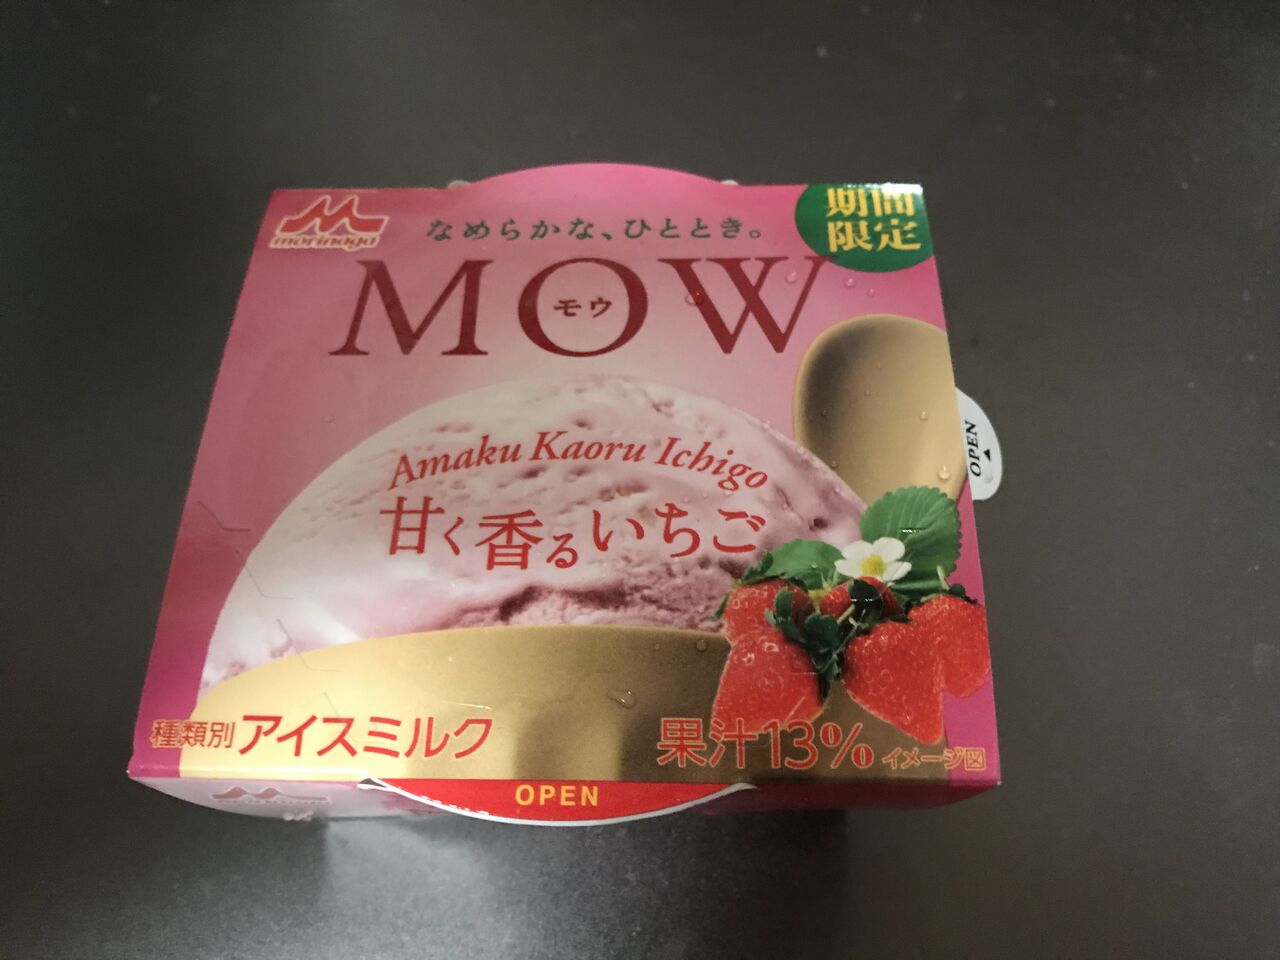 morinaga
なめらかな、ひととき。
期間
限定
MOW
モウ
Amaku Kaoru Ichigo
甘く香るいちご
OPEN
種類別 アイスミルク
果汁13% イメージ図
OPEN